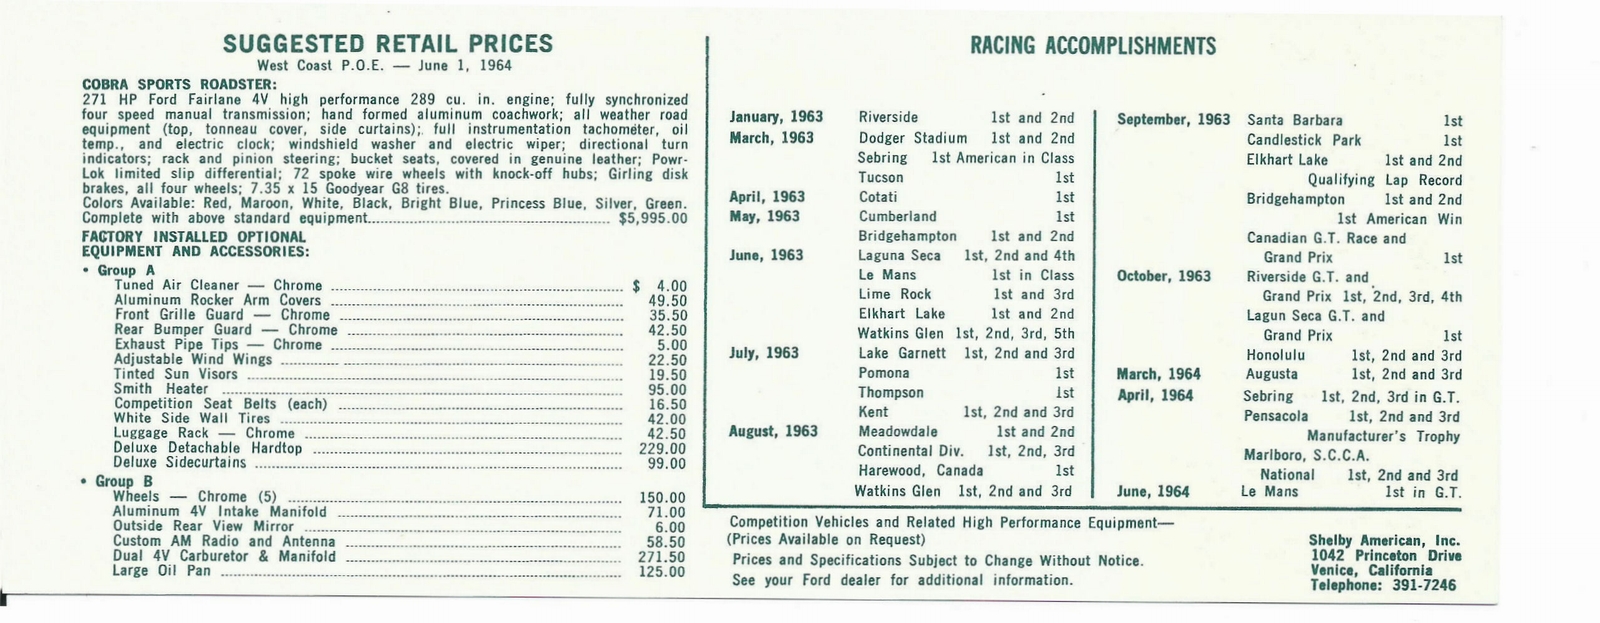 SUGGESTED RETAIL PRICES
West Coast P.O.E. — June 1, 1964
COBRA SPORTS ROADSTER:
271 HP Ford Fairlane 4V high performance 289 cu. in. engine; fully synchronized
four speed manual transmission; hand formed aluminum coachwork; all weather road
equipment (top, tonneau cover, side curtains); full instrumentation tachometer, oil
temp., and electric clock; windshield washer and electric wiper; directional turn
indicators; rack and pinion steering; bucket seats, covered in genuine leather; Powr-
Lok limited slip differential; 72 spoke wire wheels with knock-off hubs; Girling disk
brakes, all four wheels; 7.35 x 15 Goodyear G8 tires.
Colors Available: Red, Maroon, White, Black, Bright Blue, Princess Blue, Silver, Green.
Complete with above standard equipment $5,995.00
FACTORY INSTALLED OPTIONAL
EQUIPMENT AND ACCESSORIES:
• Group A
Tuned Air Cleaner — Chrome $ 4.00
Aluminum Rocker Arm Covers 49.50
Front Grille Guard — Chrome 35.50
Rear Bumper Guard — Chrome 42.50
Exhaust Pipe Tips — Chrome 5.00
Adjustable Wind Wings 22.50
Tinted Sun Visors 19.50
Smith Heater 95.00
Competition Seat Belts (each) 16.50
White Side Wall Tires 42.00
Luggage Rack — Chrome 42.50
Deluxe Detachable Hardtop 229.00
Deluxe Sidecurtains 99.00
• Group B
Wheels — Chrome (5) 150.00
Aluminum 4V Intake Manifold 71.00
Outside Rear View Mirror 6.00
Custom AM Radio and Antenna 58.50
Dual 4V Carburetor & Manifold 271.50
Large Oil Pan 125.00
RACING ACCOMPLISHMENTS
January, 1963 Riverside 1st and 2nd
March, 1963 Dodger Stadium 1st and 2nd
Sebring 1st American in Class
Tucson 1st
April, 1963 Cotati 1st
May, 1963 Cumberland 1st
Bridgehampton 1st and 2nd
June, 1963 Laguna Seca 1st, 2nd and 4th
Le Mans 1st in Class
Lime Rock 1st and 3rd
Elkhart Lake 1st and 2nd
Watkins Glen 1st, 2nd, 3rd, 5th
July, 1963 Lake Garnett 1st, 2nd and 3rd
Pomona 1st
Thompson 1st
Kent 1st, 2nd and 3rd
August, 1963 Meadowdale 1st and 2nd
Continental Div. 1st, 2nd, 3rd
Harewood, Canada 1st
Watkins Glen 1st, 2nd and 3rd
September, 1963 Santa Barbara 1st
Candlestick Park 1st
Elkhart Lake 1st and 2nd
Qualifying Lap Record
Bridgehampton 1st and 2nd
1st American Win
Canadian G.T. Race and
Grand Prix 1st
October, 1963 Riverside G.T. and
Grand Prix 1st, 2nd, 3rd, 4th
Lagun Seca G.T. and
Grand Prix 1st
Honolulu 1st, 2nd and 3rd
March, 1964 Augusta 1st, 2nd and 3rd
April, 1964 Sebring 1st, 2nd, 3rd in G.T.
Pensacola 1st, 2nd and 3rd
Manufacturer's Trophy
Marlboro, S.C.C.A.
National 1st, 2nd and 3rd
June, 1964 Le Mans 1st in G.T.
Competition Vehicles and Related High Performance Equipment—
(Prices Available on Request)
Prices and Specifications Subject to Change Without Notice.
See your Ford dealer for additional information.
Shelby American, Inc.
1042 Princeton Drive
Venice, California
Telephone: 391-7246